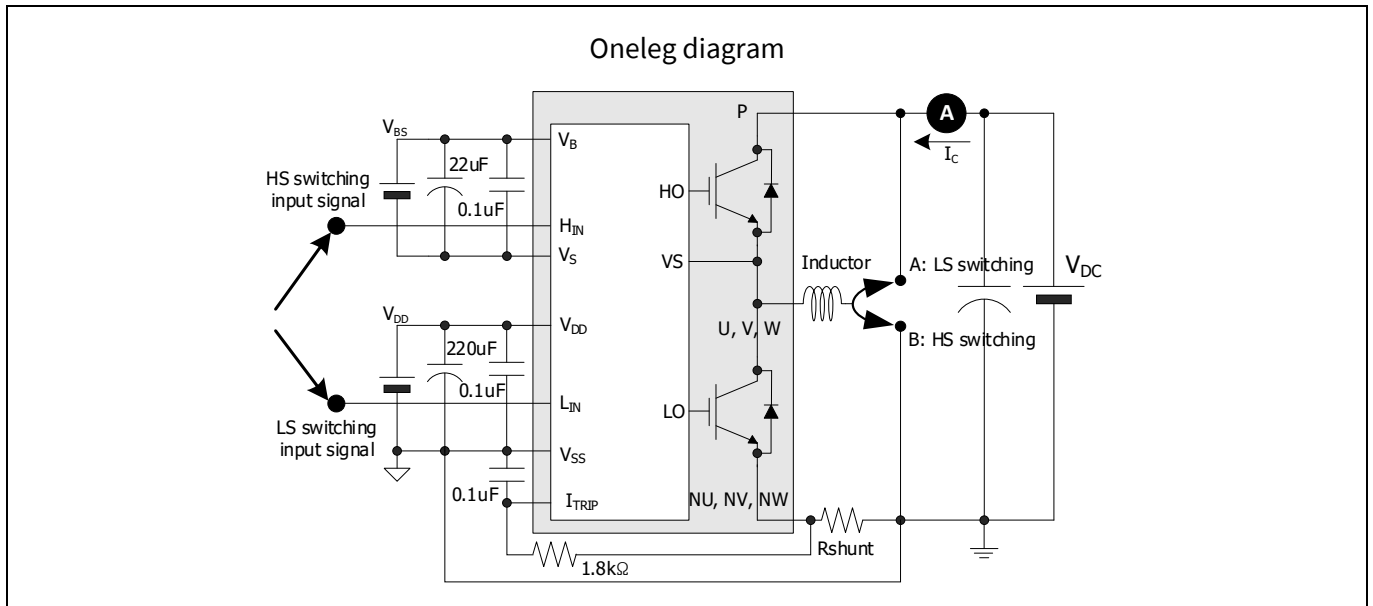 Oneleg diagram
P
A
I_C
V_BS
V_B
22uF
HS switching
input signal
0.1uF
HO
H_IN
V_S
VS
Inductor
A: LS switching
V_DC
V_DD
V_DD
U, V, W
B: HS switching
220uF
0.1uF
L_IN
LO
LS switching
input signal
V_SS
0.1uF
I_TRIP
NU, NV, NW
Rshunt
1.8kΩ